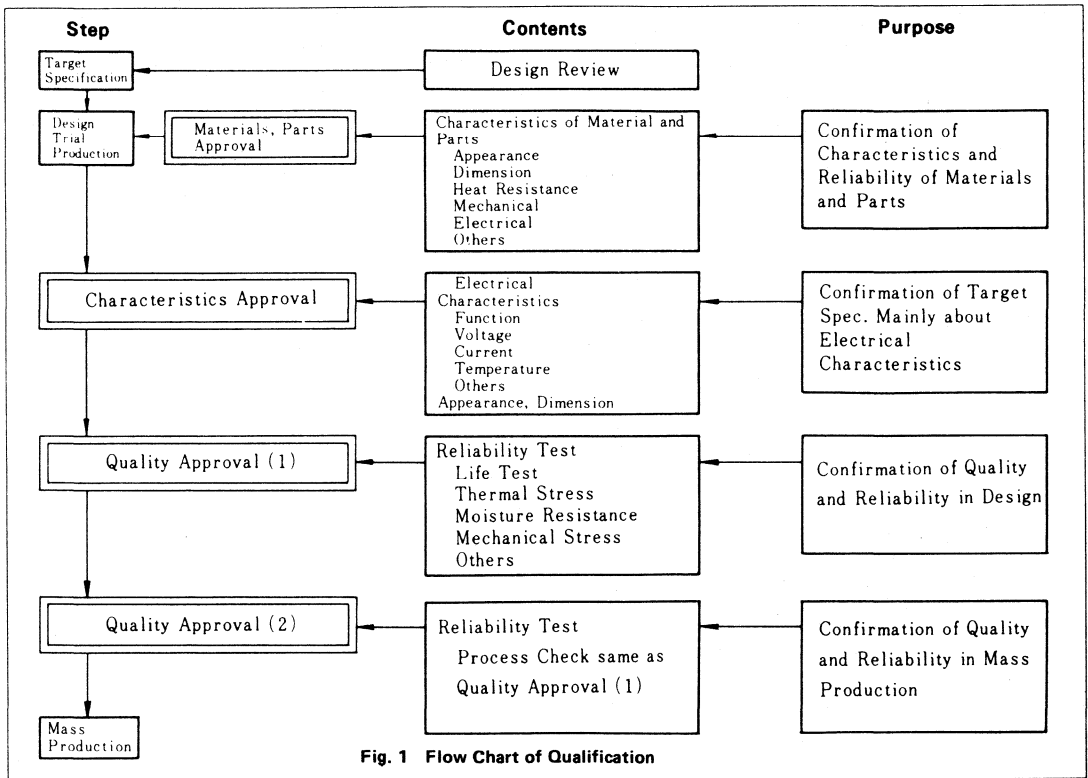 Step
Contents
Purpose
Target
Specification
Design Review
Design
Trial
Production
Materials, Parts
Approval
Characteristics of Material and
Parts
Appearance
Dimension
Heat Resistance
Mechanical
Electrical
Others
Confirmation of
Characteristics and
Reliability of Materials
and Parts
Characteristics Approval
Electrical
Characteristics
Function
Voltage
Current
Temperature
Others
Appearance, Dimension
Confirmation of Target
Spec. Mainly about
Electrical
Characteristics
Quality Approval (1)
Reliability Test
Life Test
Thermal Stress
Moisture Resistance
Mechanical Stress
Others
Confirmation of Quality
and Reliability in Design
Quality Approval (2)
Reliability Test
Process Check same as
Quality Approval (1)
Confirmation of Quality
and Reliability in Mass
Production
Mass
Production
Fig. 1 Flow Chart of Qualification